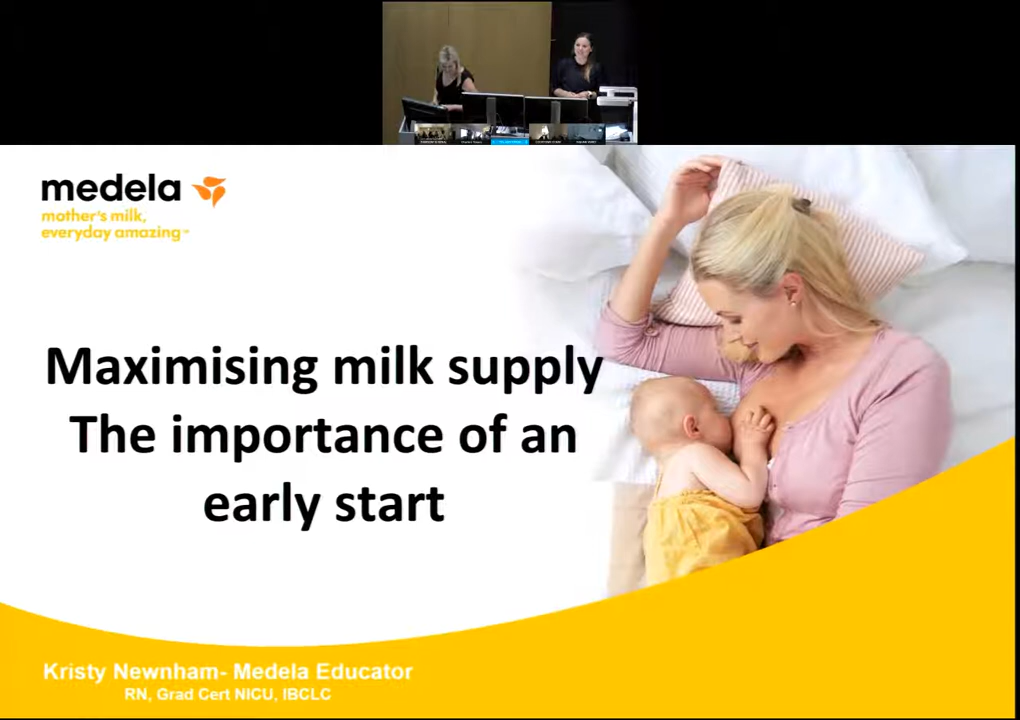 medela
mother's milk,
everyday amazing™
Maximising milk supply
The importance of an
early start
Kristy Newnham- Medela Educator
RN, Grad Cert NICU, IBCLC